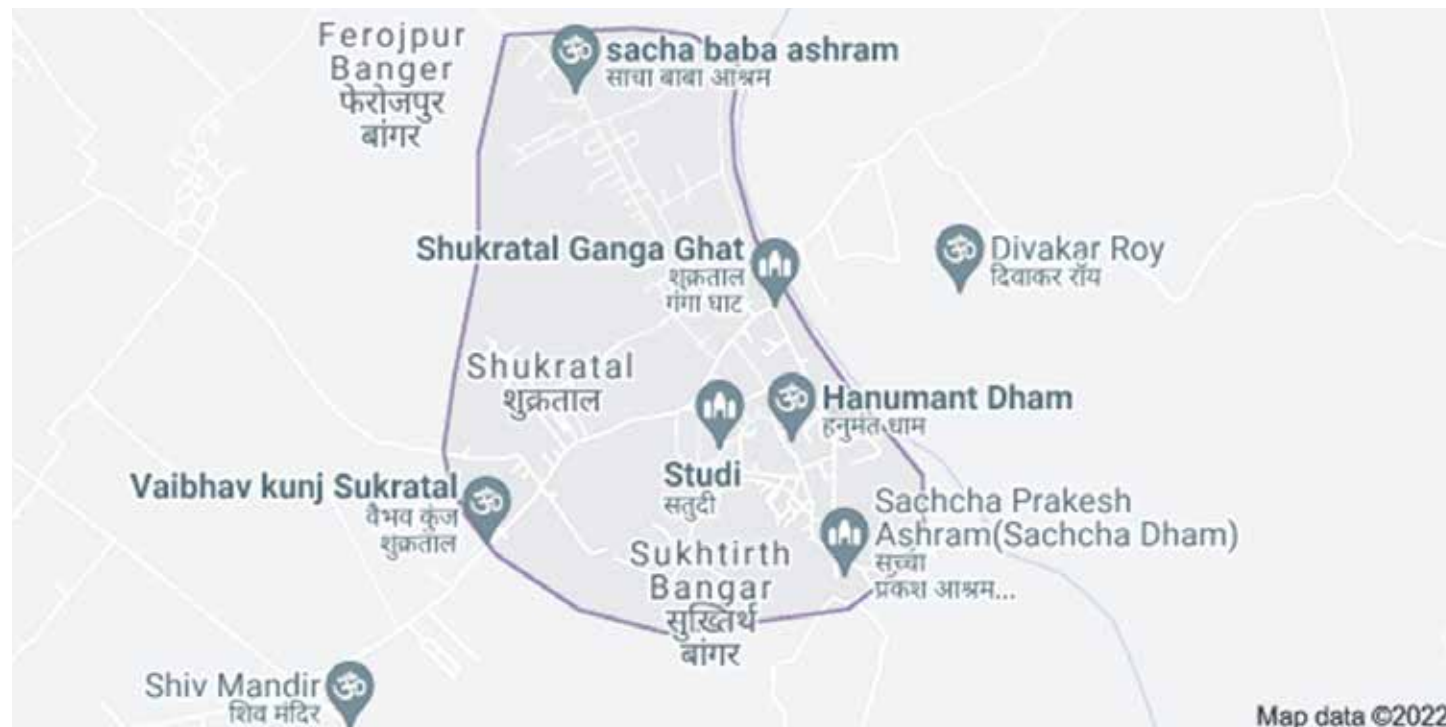 Ferojpur
Banger
फेरोजपुर
बांगर
sacha baba ashram
साचा बाबा आश्रम
Shukratal Ganga Ghat
शुक्रताल
गंगा घाट
Divakar Roy
दिवाकर रॉय
Shukratal
शुक्रताल
Hanumant Dham
हनुमंत धाम
Studi
सतुदी
Vaibhav kunj Sukratal
वैभव कुंज
शुक्रताल
Sachcha Prakesh
Ashram(Sachcha Dham)
सच्चा
प्रकश आश्रम...
Sukhtirth
Bangar
सुख़्तिर्थ
बांगर
Shiv Mandir
शिव मंदिर
Map data ©2022